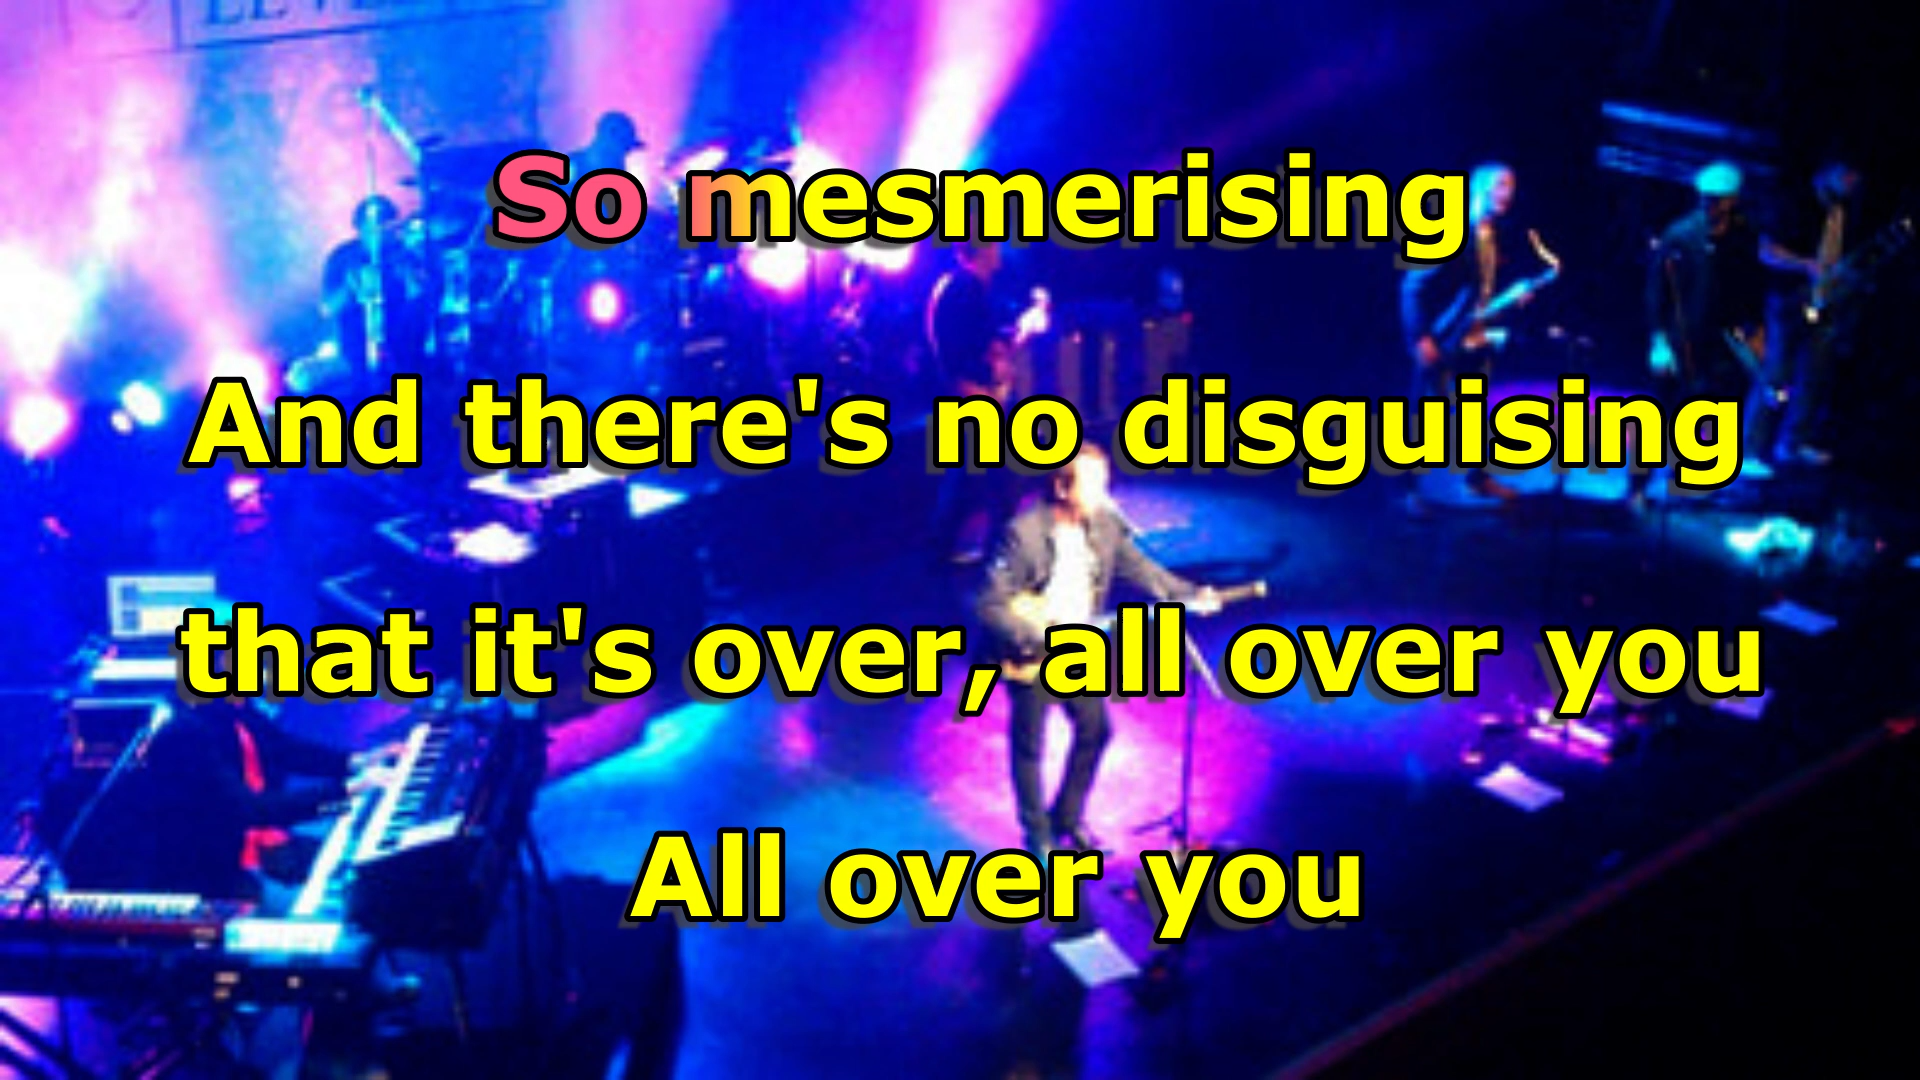 So mesmerising
And there's no disguising
that it's over, all over you
All over you